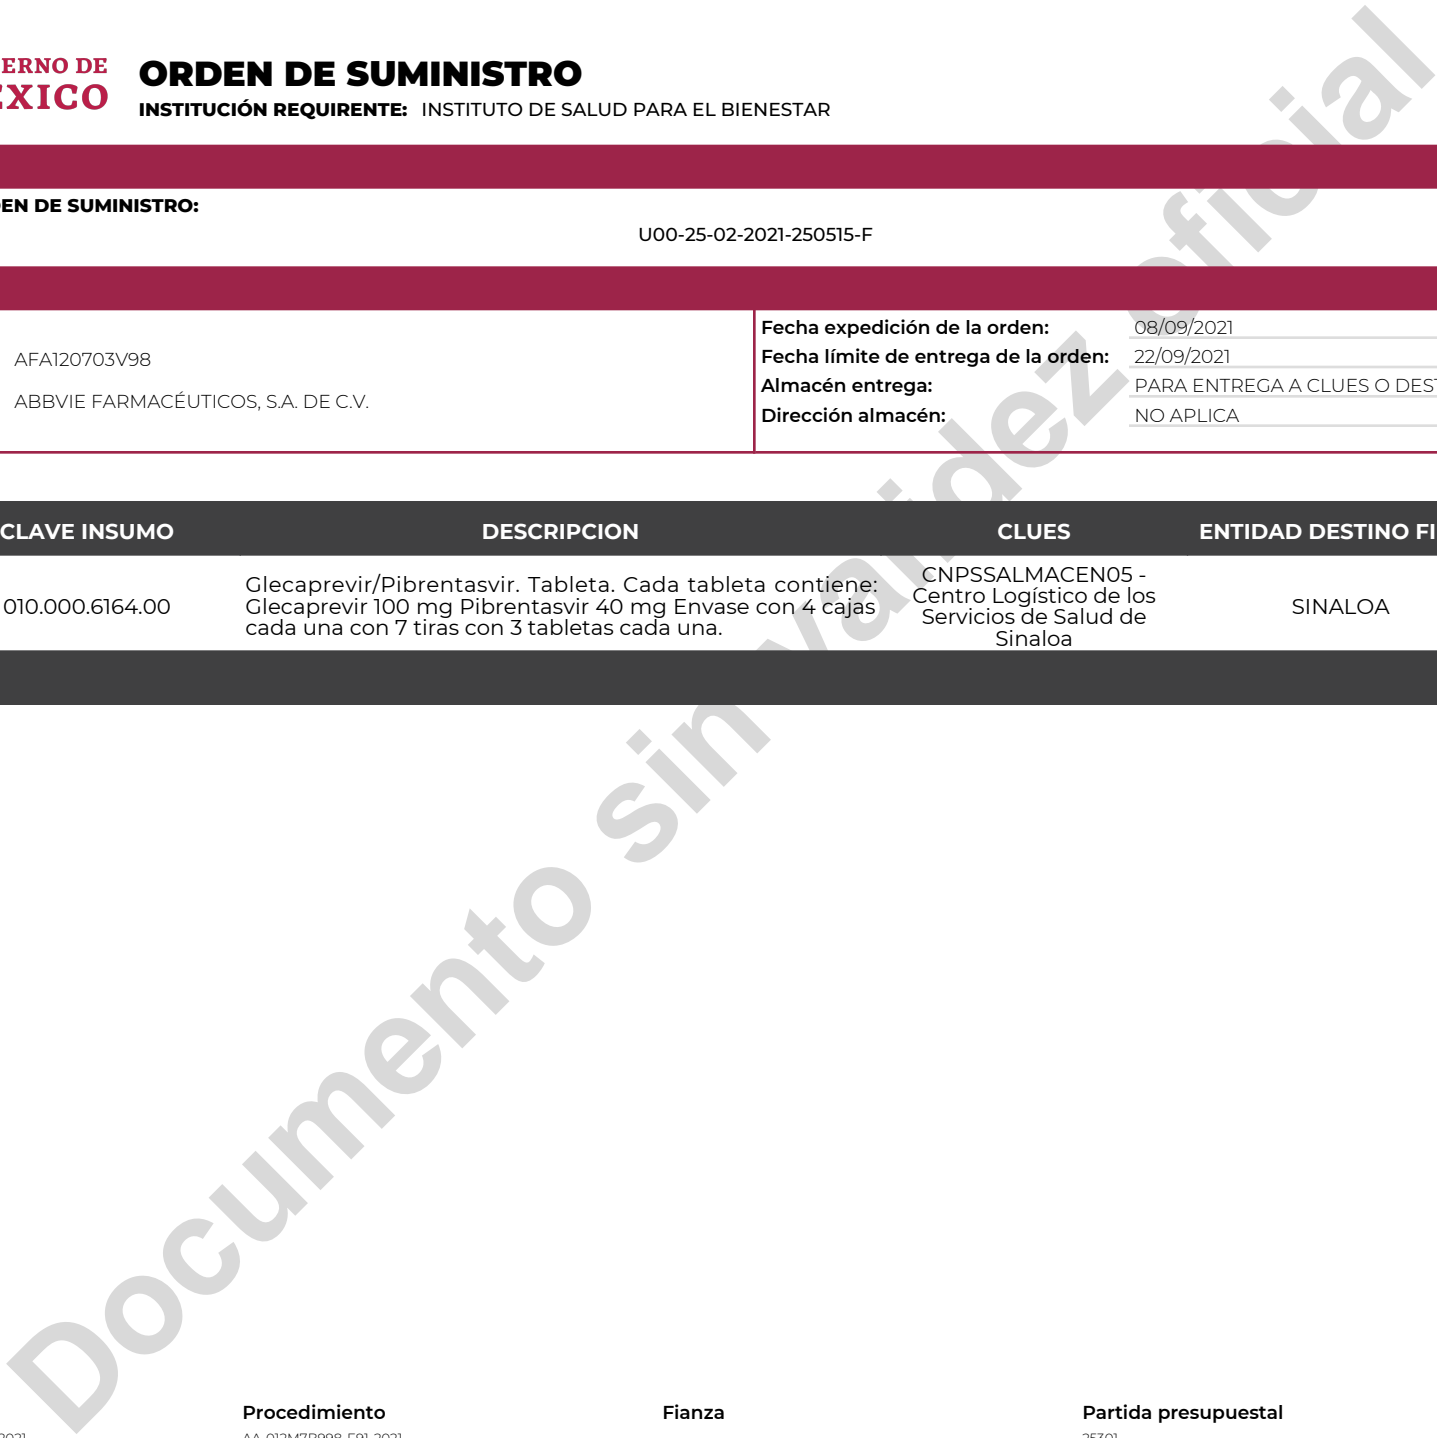 ERNO DE
ORDEN DE SUMINISTRO
INSTITUCIÓN REQUIRENTE: INSTITUTO DE SALUD PARA EL BIENESTAR
EN DE SUMINISTRO:
U00-25-02-2021-250515-F
AFA120703V98
ABBVIE FARMACÉUTICOS, S.A. DE C.V.
Fecha expedición de la orden: 08/09/2021
Fecha límite de entrega de la orden: 22/09/2021
Almacén entrega: PARA ENTREGA A CLUES O DEST
Dirección almacén: NO APLICA
CLAVE INSUMO DESCRIPCION CLUES ENTIDAD DESTINO FI
010.000.6164.00
Glecaprevir/Pibrentasvir. Tableta. Cada tableta contiene:
Glecaprevir 100 mg Pibrentasvir 40 mg Envase con 4 cajas
cada una con 7 tiras con 3 tabletas cada una.
CNPSSALMACEN05 -
Centro Logístico de los
Servicios de Salud de
Sinaloa
SINALOA
Documento sin validez oficial
Procedimiento Fianza Partida presupuestal